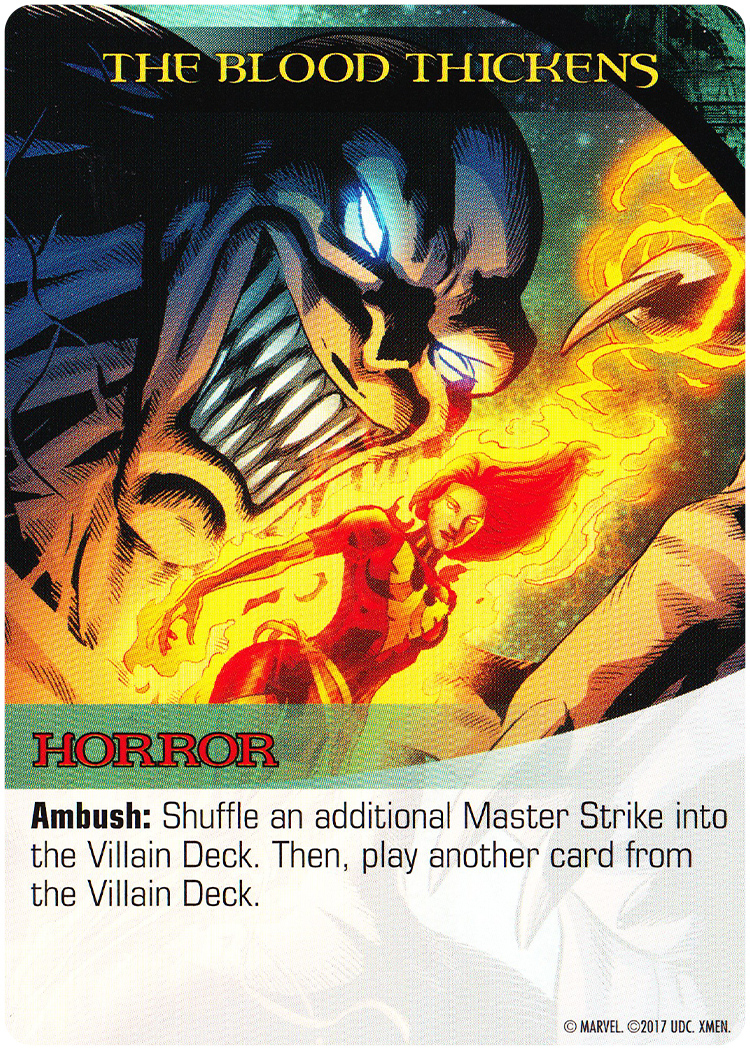 THE BLOOD THICKENS
HORROR
Ambush: Shuffle an additional Master Strike into
the Villain Deck. Then, play another card from
the Villain Deck.
© MARVEL. ©2017 UDC. XMEN.